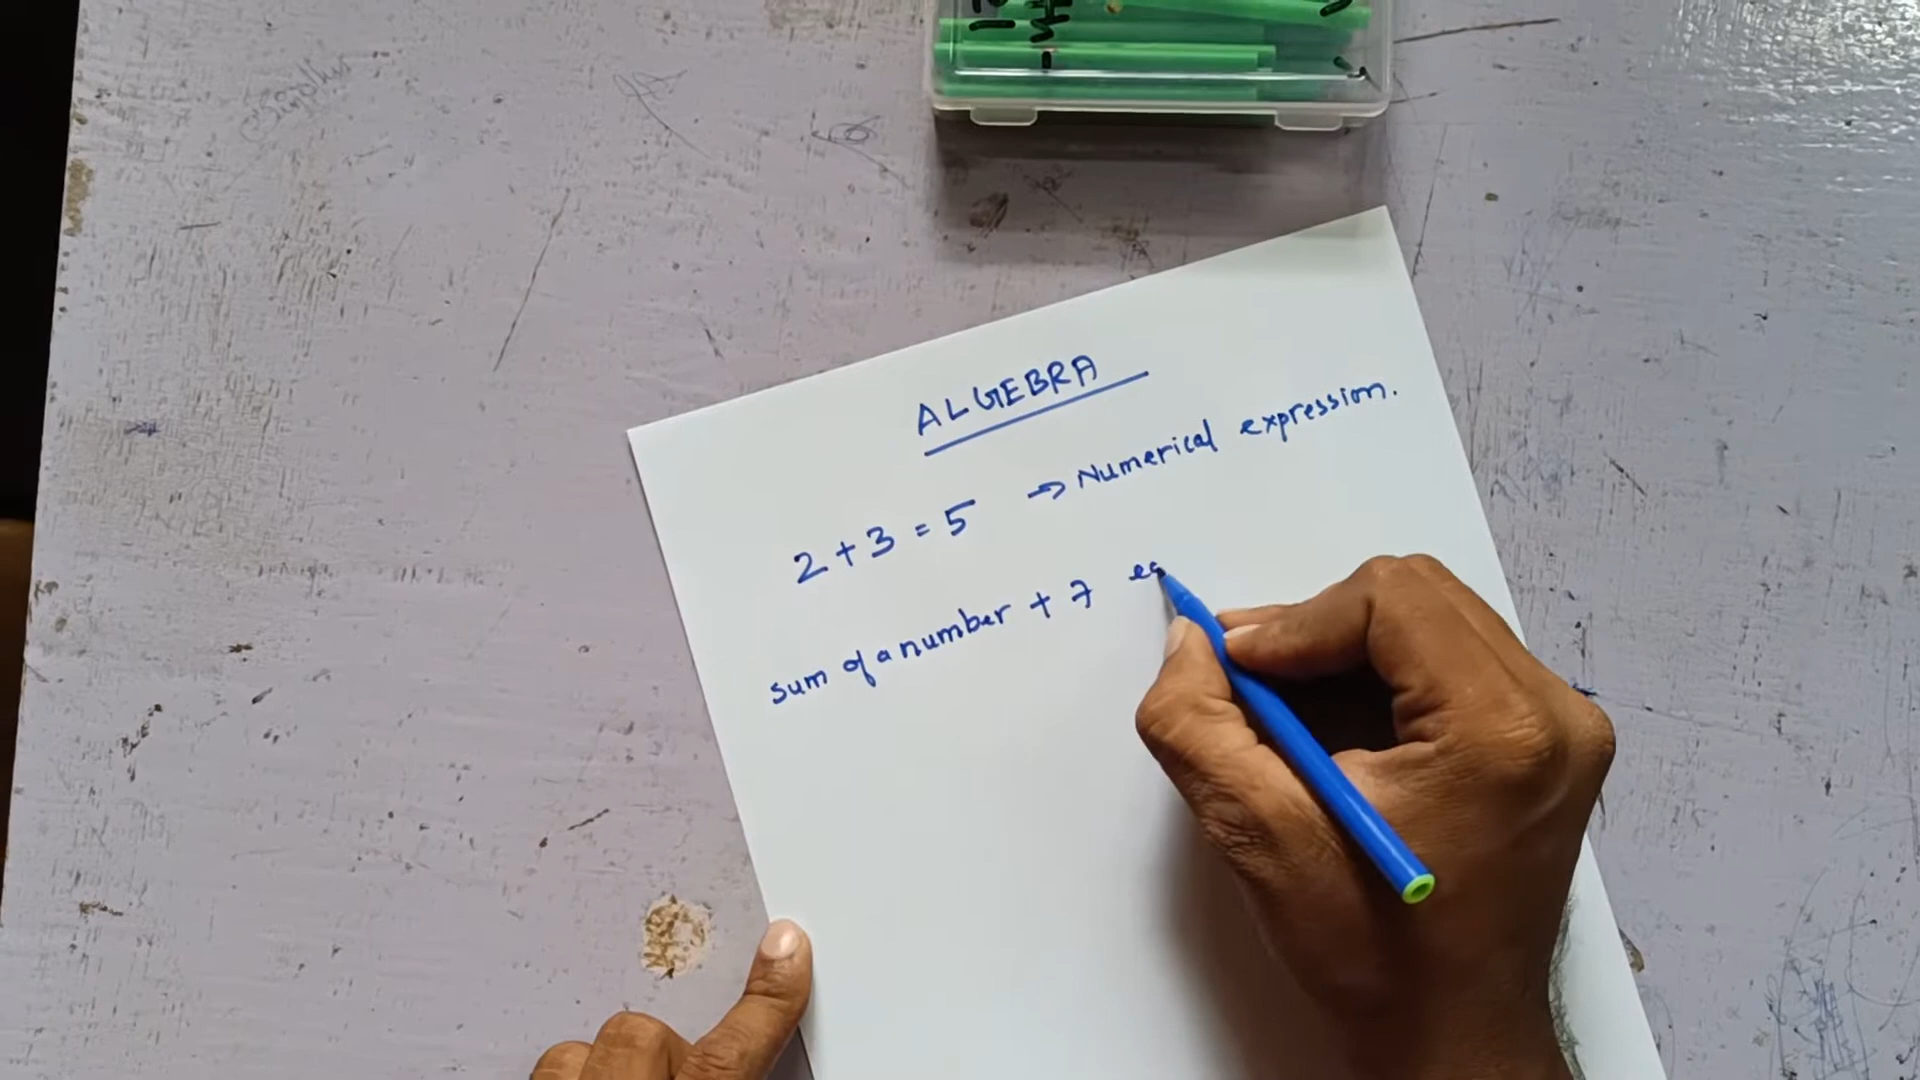 ALGEBRA
2 + 3 = 5 → Numerical expression.
sum of a number + 7